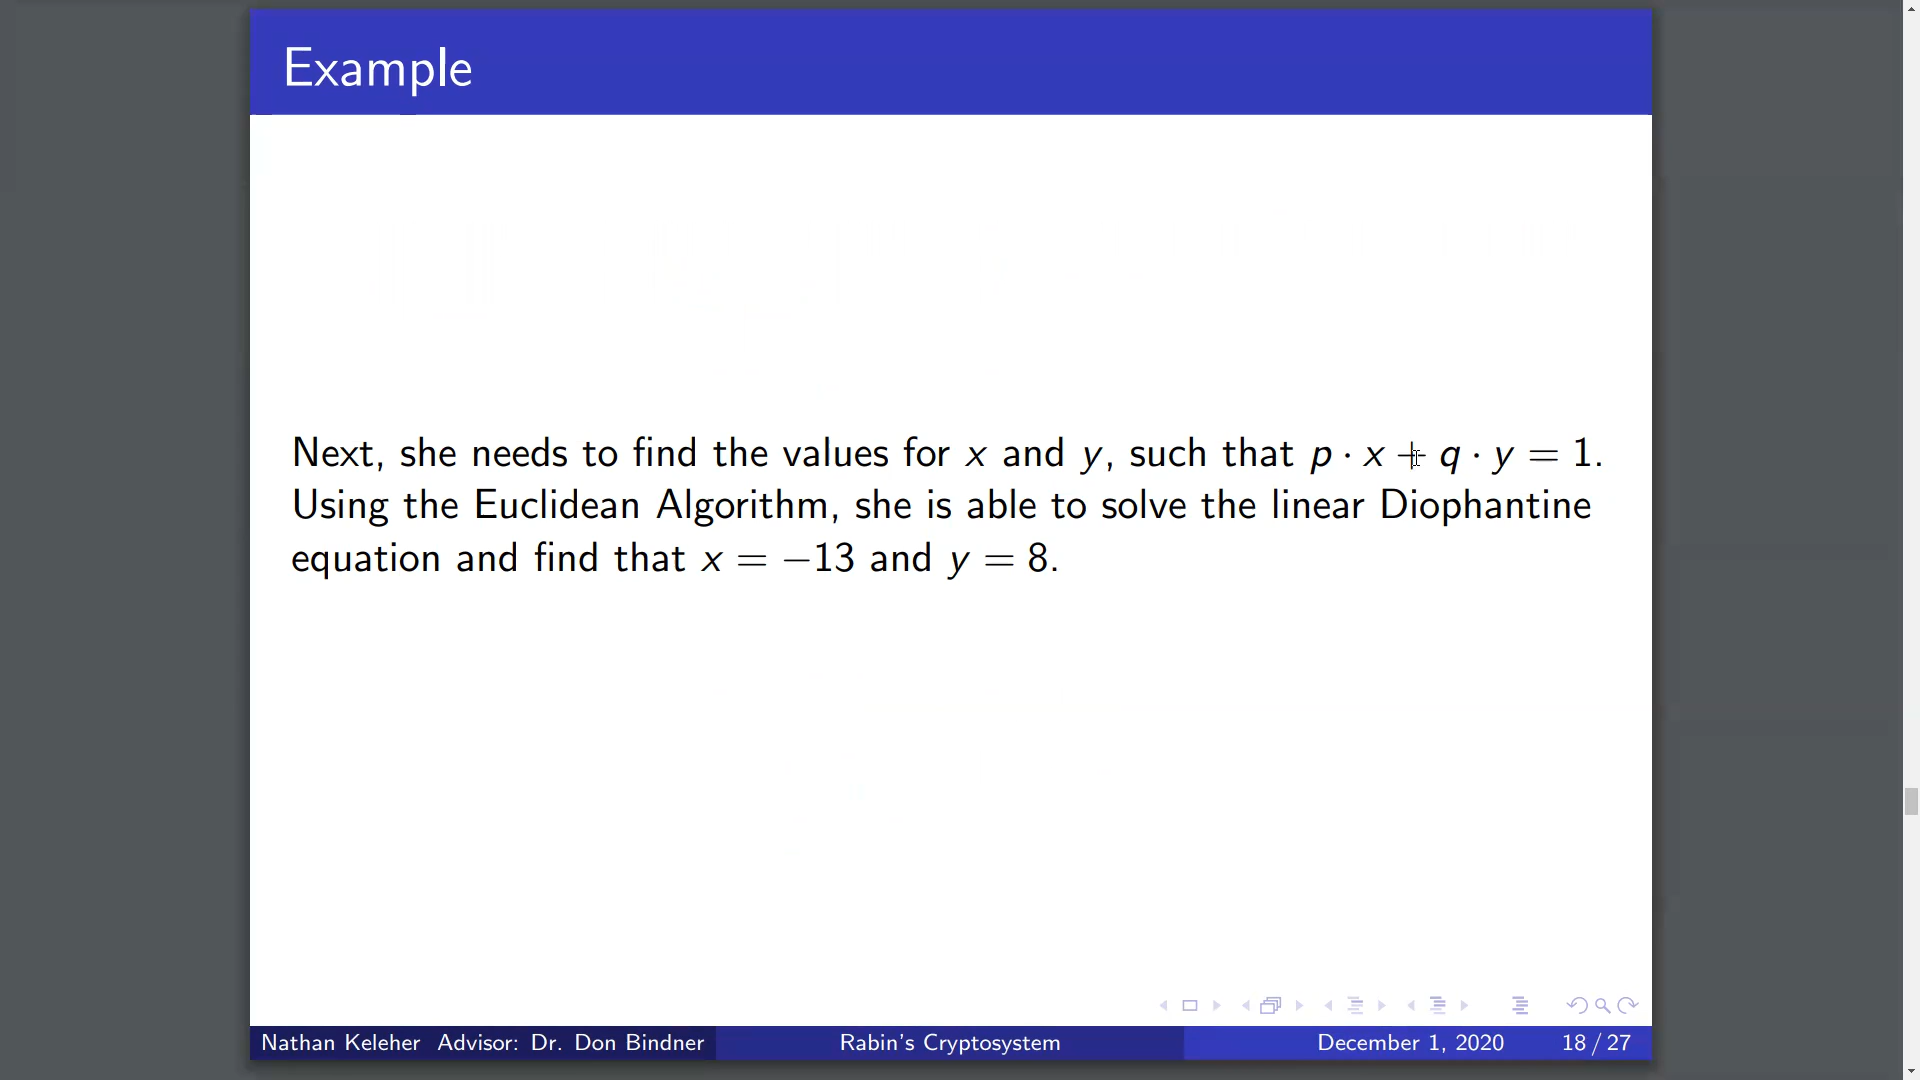 Example
Next, she needs to find the values for x and y, such that p · x + q · y = 1.
Using the Euclidean Algorithm, she is able to solve the linear Diophantine
equation and find that x = −13 and y = 8.
Nathan Keleher Advisor: Dr. Don Bindner Rabin's Cryptosystem December 1, 2020 18 / 27